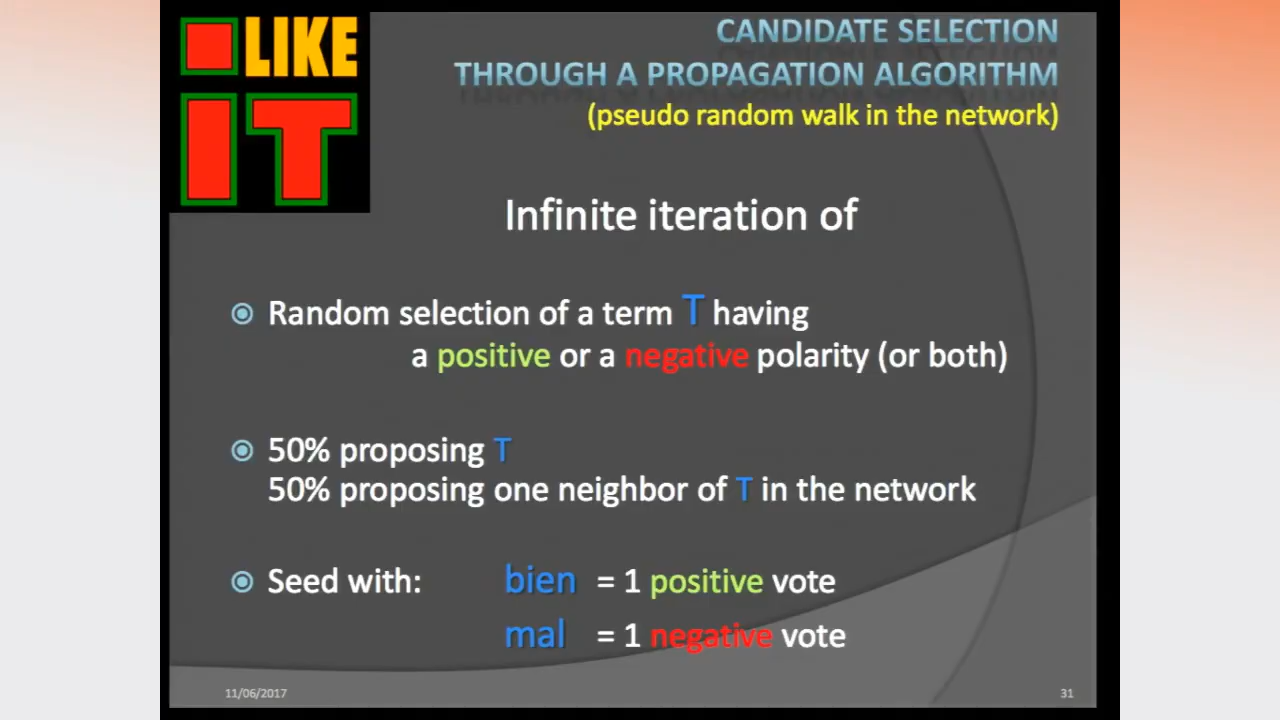 LIKE
IT
CANDIDATE SELECTION
THROUGH A PROPAGATION ALGORITHM
(pseudo random walk in the network)
Infinite iteration of
Random selection of a term T having
a positive or a negative polarity (or both)
50% proposing T
50% proposing one neighbor of T in the network
Seed with: bien = 1 positive vote
mal = 1 negative vote
11/06/2017 31